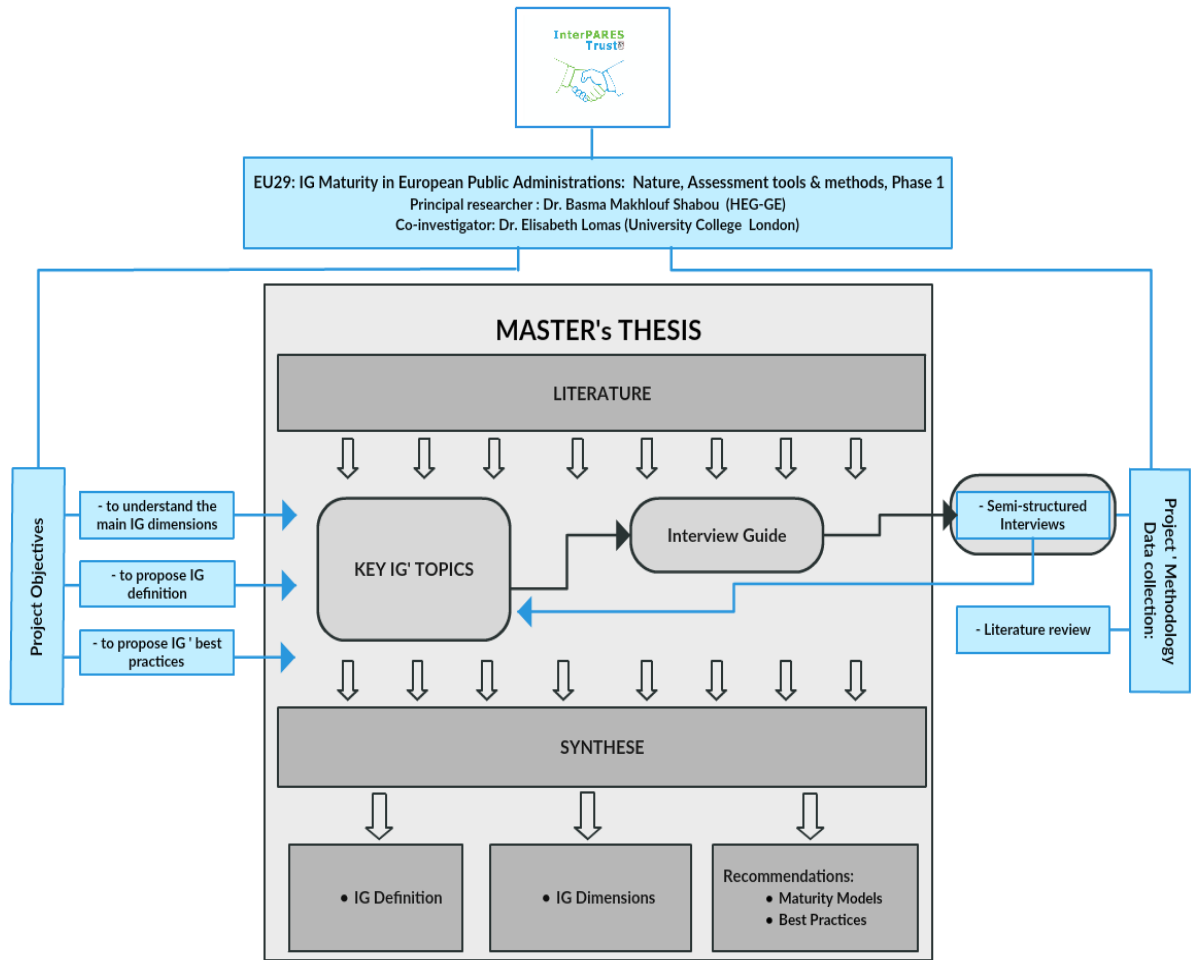 InterPARES
Trust
EU29: IG Maturity in European Public Administrations: Nature, Assessment tools & methods, Phase 1
Principal researcher : Dr. Basma Makhlouf Shabou (HEG-GE)
Co-investigator: Dr. Elisabeth Lomas (University College London)
MASTER's THESIS
LITERATURE
Project Objectives
- to understand the
main IG dimensions
- to propose IG
definition
- to propose IG ' best
practices
KEY IG' TOPICS
Interview Guide
- Semi-structured
Interviews
- Literature review
Project ' Methodology
Data collection:
SYNTHESE
• IG Definition
• IG Dimensions
Recommendations:
• Maturity Models
• Best Practices